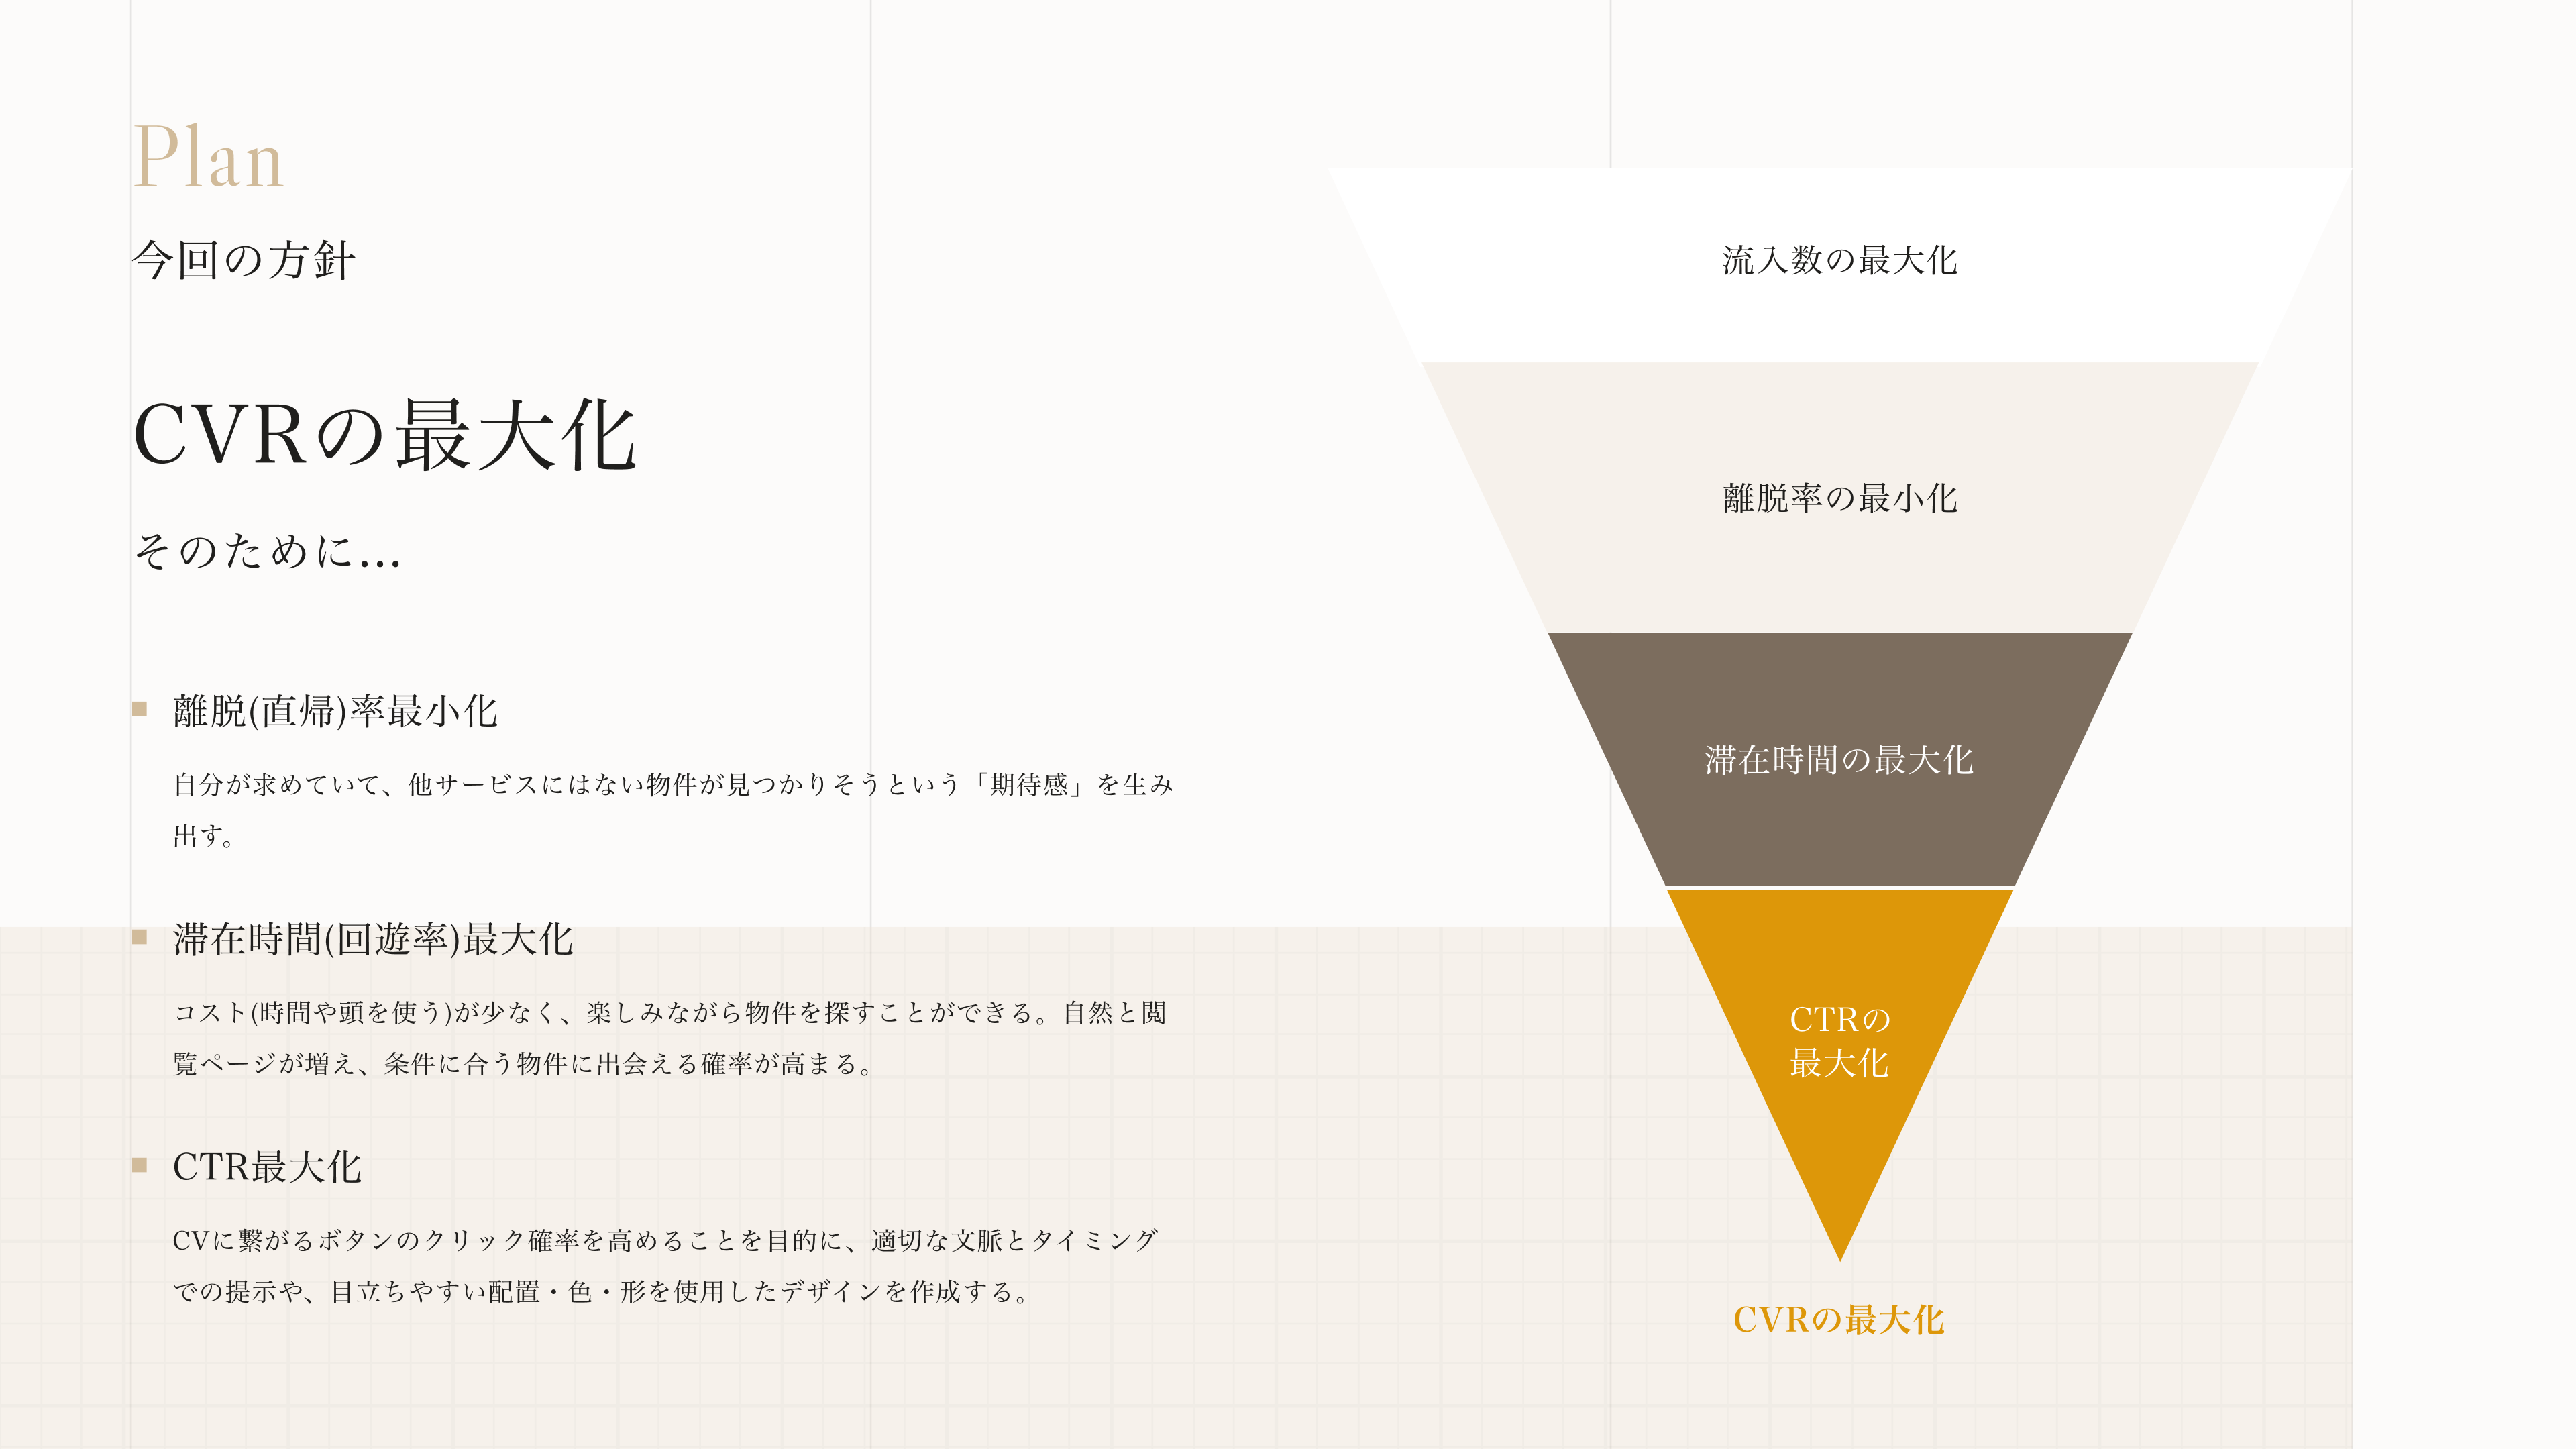 Plan
今回の方針
CVRの最大化
そのために…
離脱(直帰)率最小化
自分が求めていて、他サービスにはない物件が見つかりそうという「期待感」を生み
出す。
滞在時間(回遊率)最大化
コスト(時間や頭を使う)が少なく、楽しみながら物件を探すことができる。自然と閲
覧ページが増え、条件に合う物件に出会える確率が高まる。
CTR最大化
CVに繋がるボタンのクリック確率を高めることを目的に、適切な文脈とタイミング
での提示や、目立ちやすい配置・色・形を使用したデザインを作成する。
流入数の最大化
離脱率の最小化
滞在時間の最大化
CTRの
最大化
CVRの最大化